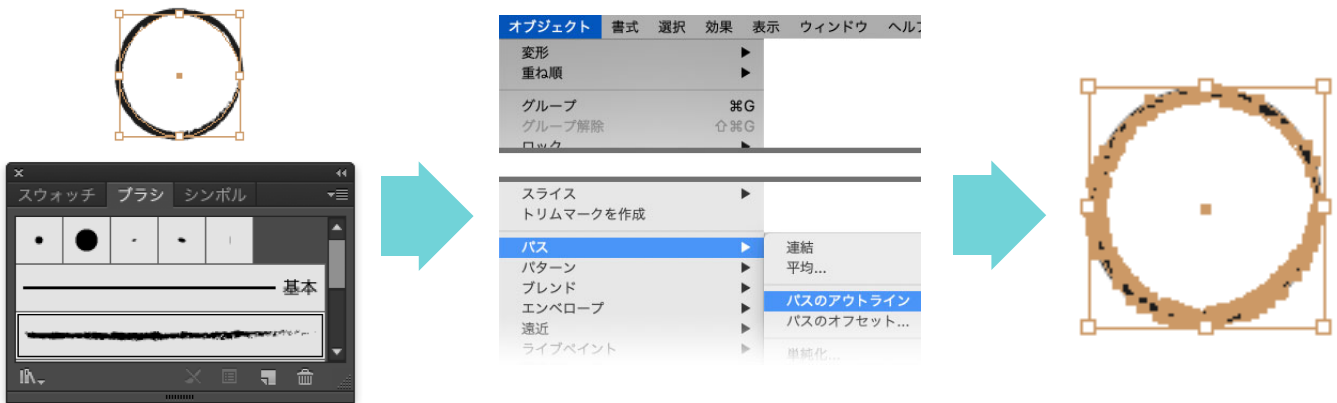 スウォッチ ブラシ シンボル
基本
オブジェクト 書式 選択 効果 表示 ウィンドウ ヘルプ
変形
重ね順
グループ ⌘G
グループ解除 ⇧⌘G
ロック
スライス
トリムマークを作成
パス
パターン
ブレンド
エンベロープ
遠近
ライブペイント
連結
平均...
パスのアウトライン
パスのオフセット...
単純化...